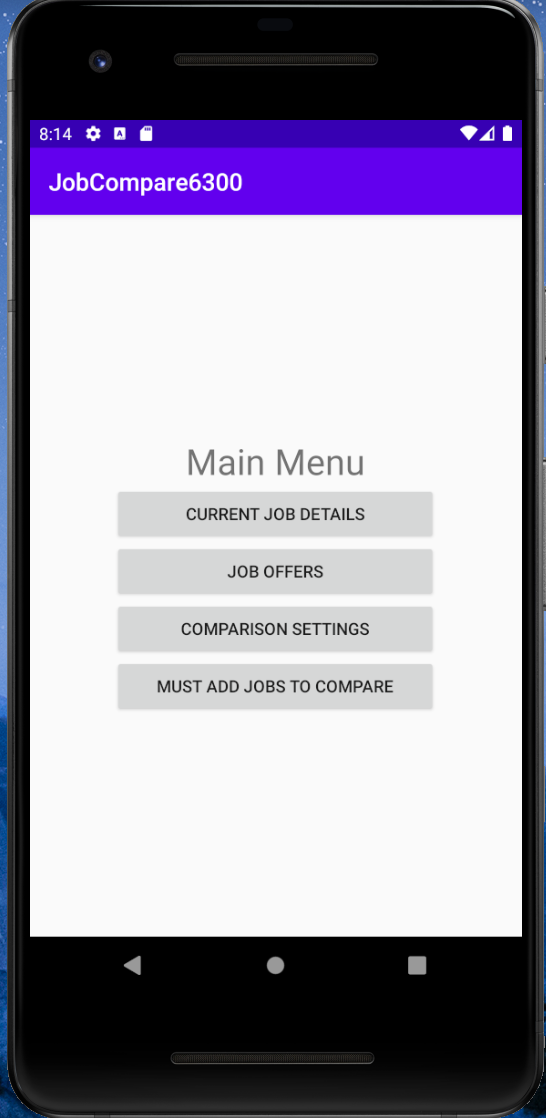 8:14
JobCompare6300
Main Menu
CURRENT JOB DETAILS
JOB OFFERS
COMPARISON SETTINGS
MUST ADD JOBS TO COMPARE